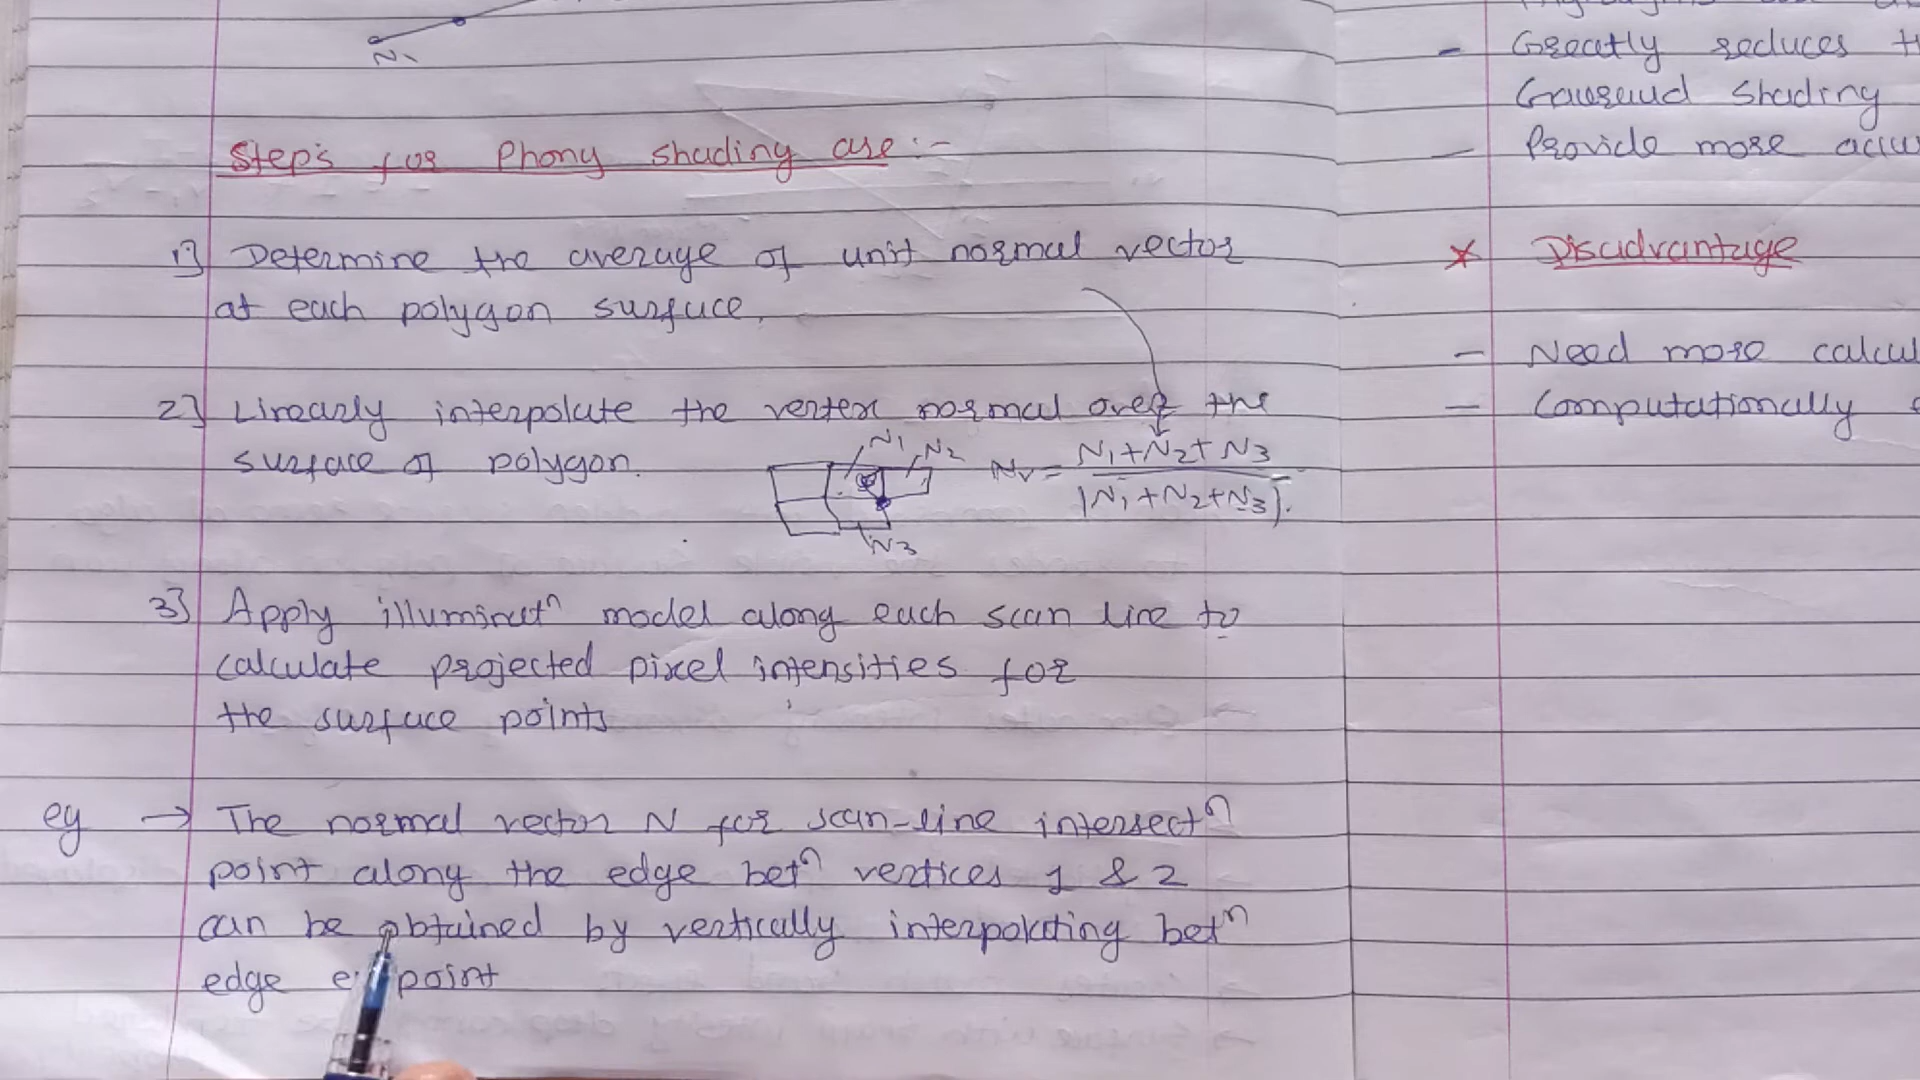 N1
Step's for Phong shading are:-
1] Determine the average of unit normal vector
at each polygon surface.
2] Linearly interpolate the vertex normal over the
surface of polygon.
N1 N2
N3
Nv = N1+N2+N3
|N1+N2+N3|.
3] Apply illuminatn model along each scan line to
calculate projected pixel intensities for
the surface points
eg → The normal vector N for scan-line intersectn
point along the edge betn vertices 1 & 2
can be obtained by vertically interpolating betn
edge point
- Greatly reduces
Gauraud Shading
- Provide more
* Disadvantage
- Need more
- Computationally